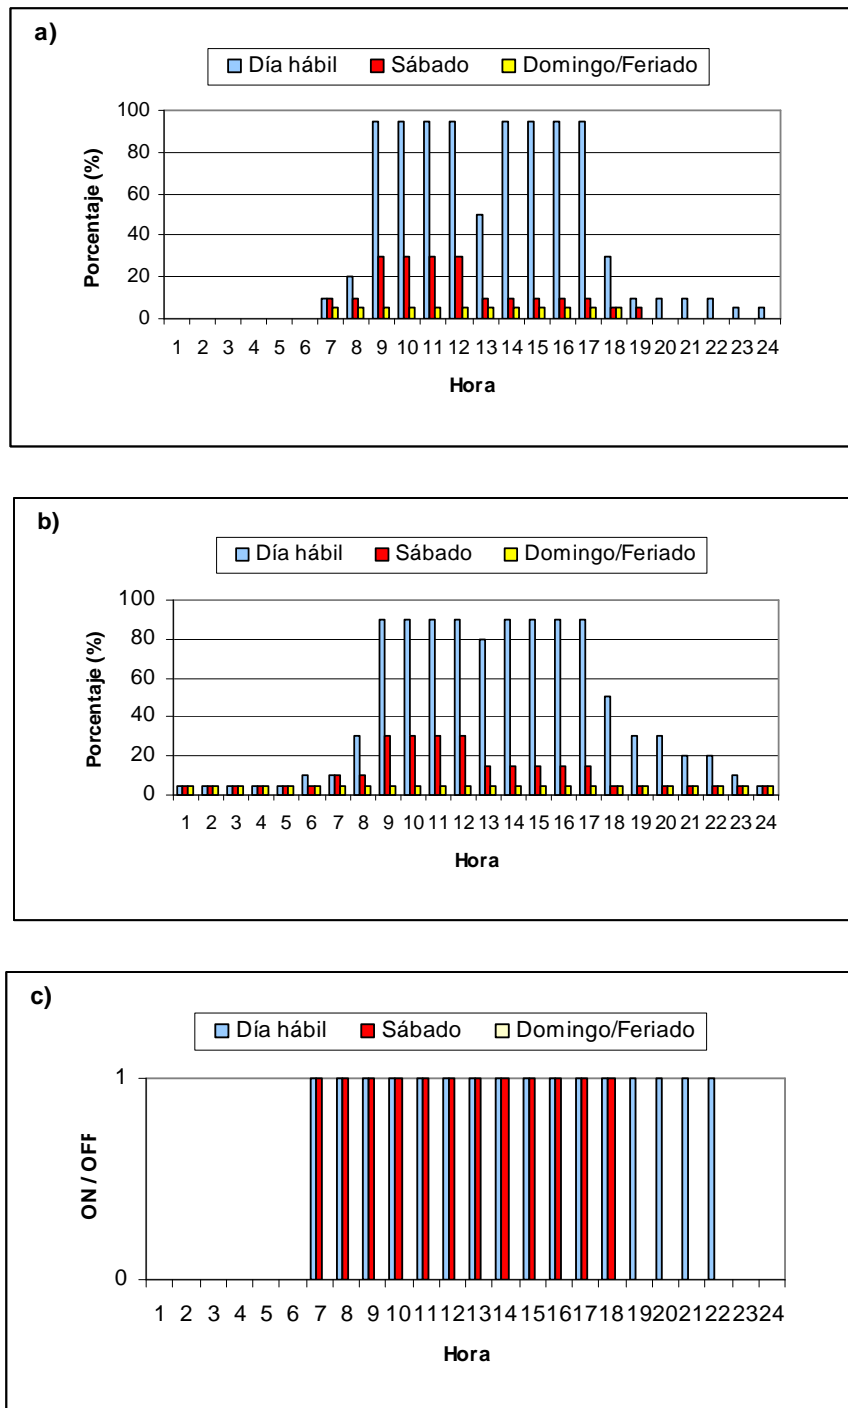 a)
Día hábil Sábado Domingo/Feriado
100
80
60
40
20
0
Porcentaje (%)
1 2 3 4 5 6 7 8 9 10 11 12 13 14 15 16 17 18 19 20 21 22 23 24
Hora
b)
Día hábil Sábado Domingo/Feriado
100
80
60
40
20
0
Porcentaje (%)
1 2 3 4 5 6 7 8 9 10 11 12 13 14 15 16 17 18 19 20 21 22 23 24
Hora
c)
Día hábil Sábado Domingo/Feriado
1
0
ON / OFF
1 2 3 4 5 6 7 8 9 10 11 12 13 14 15 16 17 18 19 20 21 22 23 24
Hora